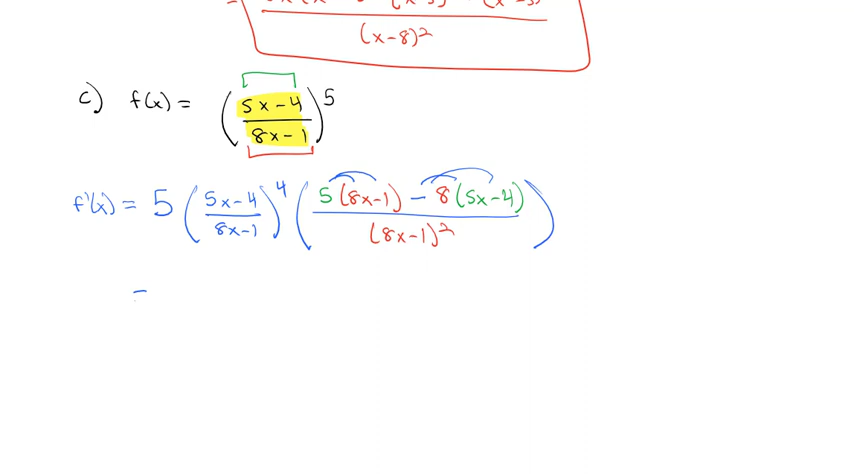 (x-8)²
c) f(x) = ((5x-4)/(8x-1))⁵
f'(x) = 5 ((5x-4)/(8x-1))⁴ ((5(8x-1) - 8(5x-4))/(8x-1)²)
=